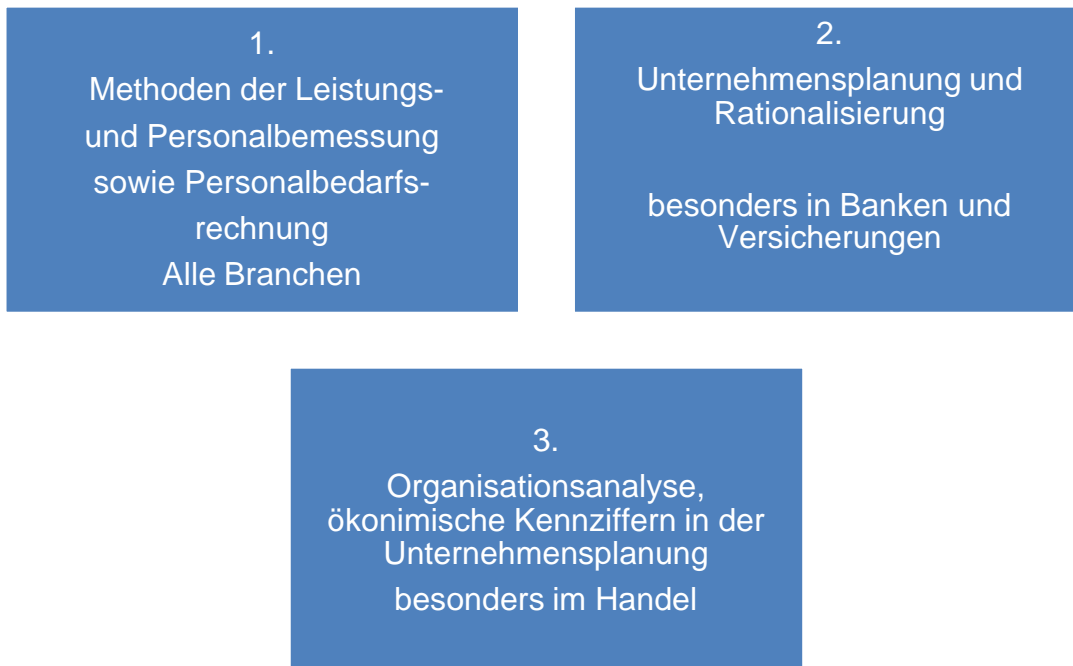 1.
Methoden der Leistungs-
und Personalbemessung
sowie Personalbedarfs-
rechnung
Alle Branchen
2.
Unternehmensplanung und
Rationalisierung
besonders in Banken und
Versicherungen
3.
Organisationsanalyse,
ökonimische Kennziffern in der
Unternehmensplanung
besonders im Handel